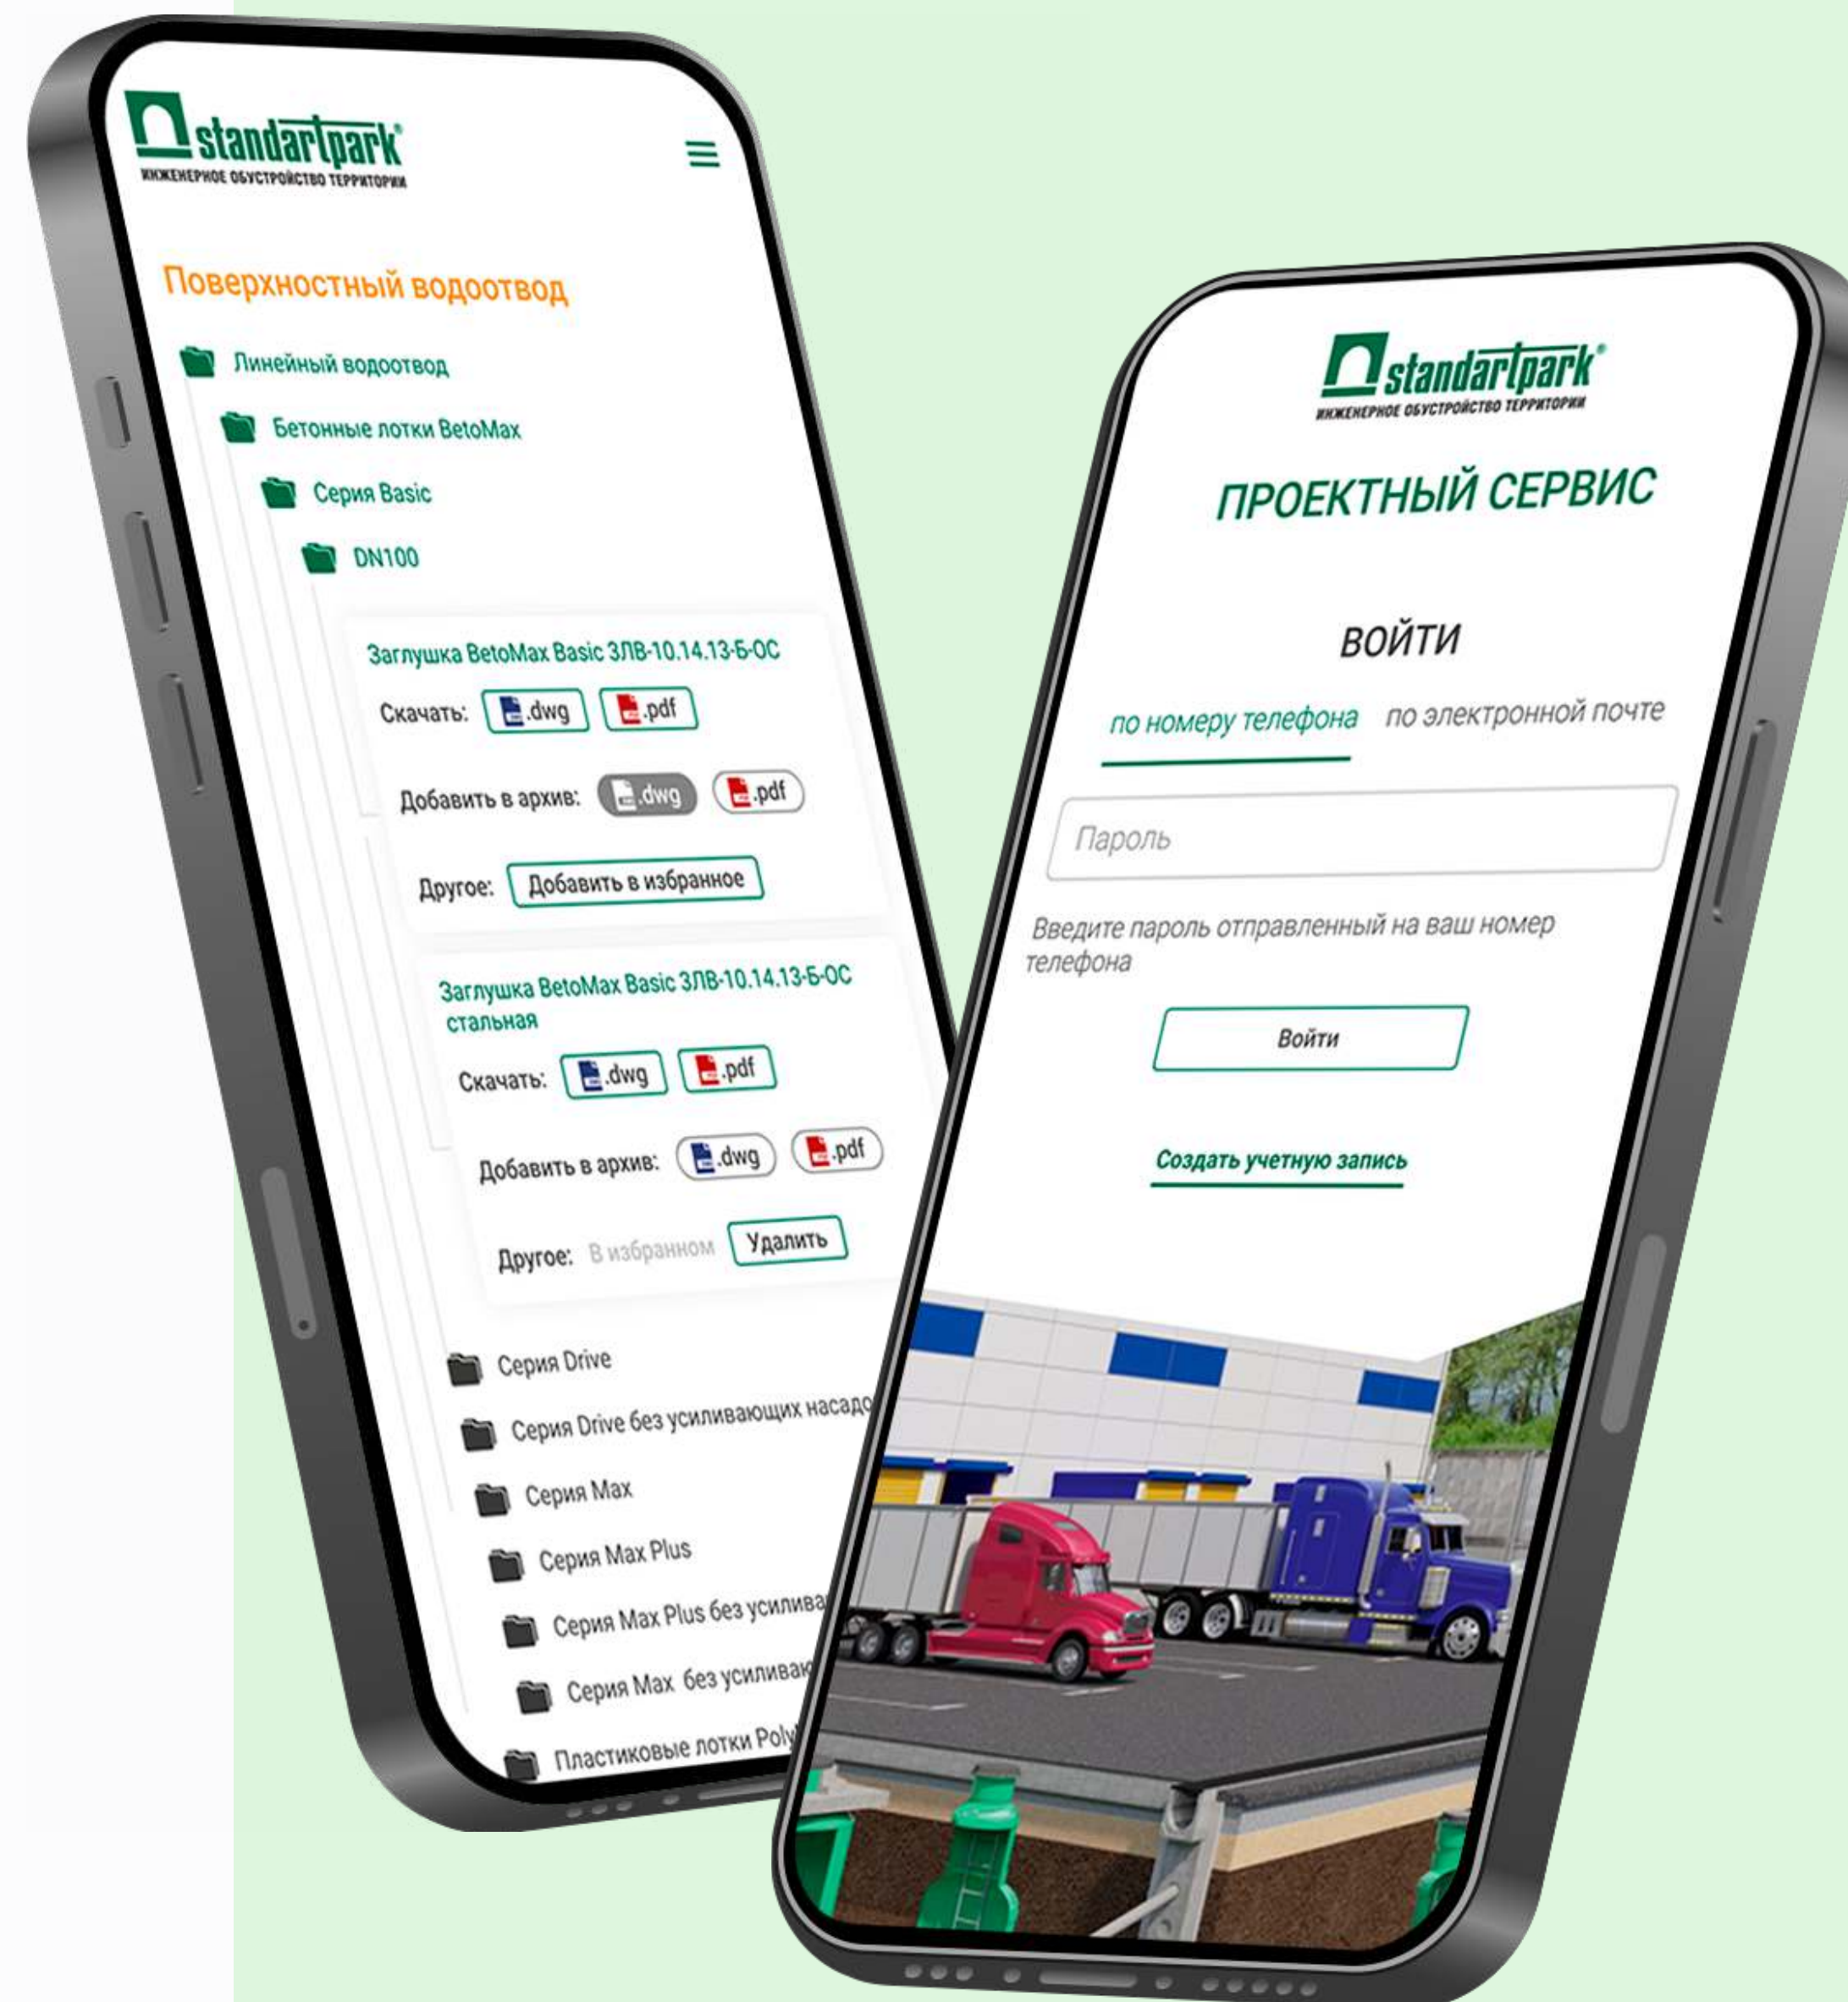 standartpark®
ИНЖЕНЕРНОЕ ОБУСТРОЙСТВО ТЕРРИТОРИИ
Поверхностный водоотвод
Линейный водоотвод
Бетонные лотки BetoMax
Серия Basic
DN100
Заглушка BetoMax Basic ЗЛВ-10.14.13-Б-ОС
Скачать: .dwg .pdf
Добавить в архив: .dwg .pdf
Другое: Добавить в избранное
Заглушка BetoMax Basic ЗЛВ-10.14.13-Б-ОС
стальная
Скачать: .dwg .pdf
Добавить в архив: .dwg .pdf
Другое: В избранном Удалить
Серия Drive
Серия Drive без усиливающих насадо
Серия Max
Серия Max Plus
Серия Max Plus без усилива
Серия Max без усиливаю
Пластиковые лотки Poly
standartpark®
ИНЖЕНЕРНОЕ ОБУСТРОЙСТВО ТЕРРИТОРИИ
ПРОЕКТНЫЙ СЕРВИС
ВОЙТИ
по номеру телефона по электронной почте
Пароль
Введите пароль отправленный на ваш номер
телефона
Войти
Создать учетную запись